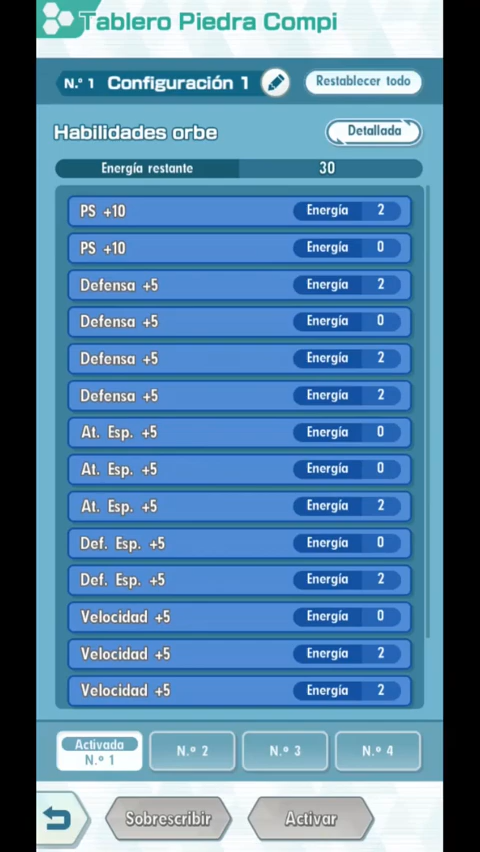 Tablero Piedra Compi
N.º 1 Configuración 1 Restablecer todo
Habilidades orbe Detallada
Energía restante 30
PS +10 Energía 2
PS +10 Energía 0
Defensa +5 Energía 2
Defensa +5 Energía 0
Defensa +5 Energía 2
Defensa +5 Energía 2
At. Esp. +5 Energía 0
At. Esp. +5 Energía 0
At. Esp. +5 Energía 2
Def. Esp. +5 Energía 0
Def. Esp. +5 Energía 2
Velocidad +5 Energía 0
Velocidad +5 Energía 2
Velocidad +5 Energía 2
Activada
N.º 1 N.º 2 N.º 3 N.º 4
Sobrescribir Activar